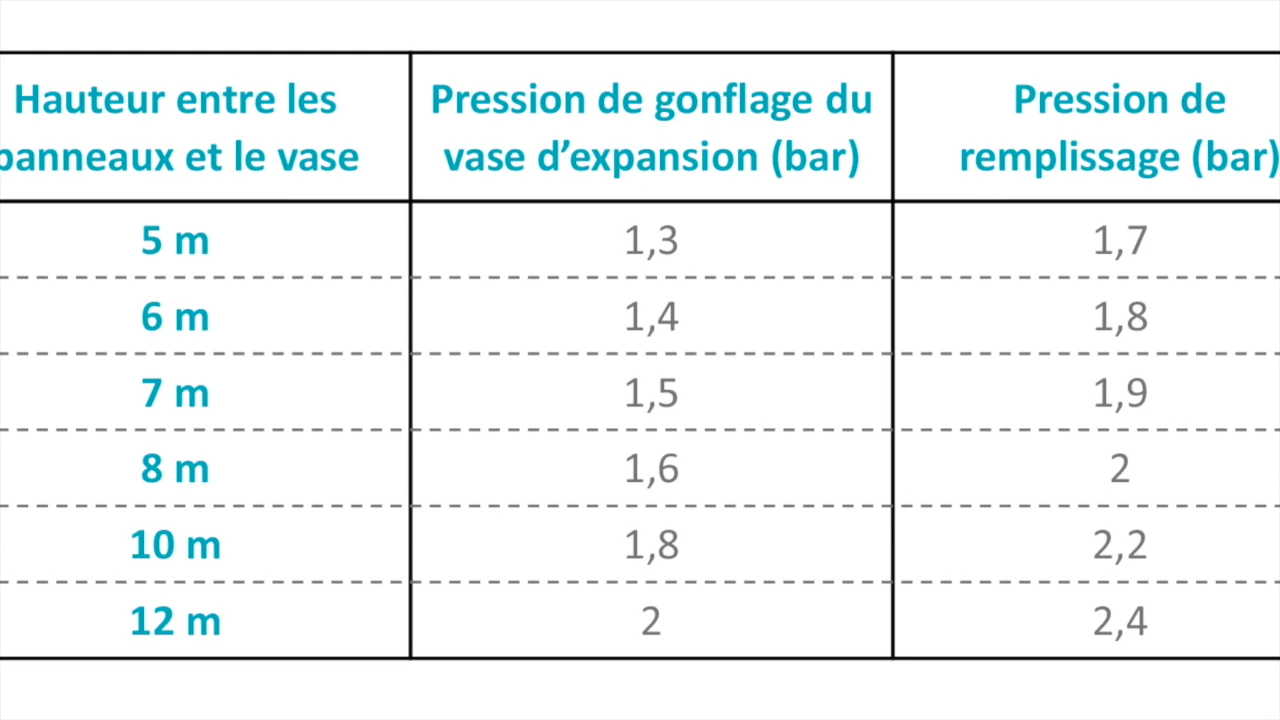 Hauteur entre les
panneaux et le vase
Pression de gonflage du
vase d’expansion (bar)
Pression de
remplissage (bar)
5 m 1,3 1,7
6 m 1,4 1,8
7 m 1,5 1,9
8 m 1,6 2
10 m 1,8 2,2
12 m 2 2,4